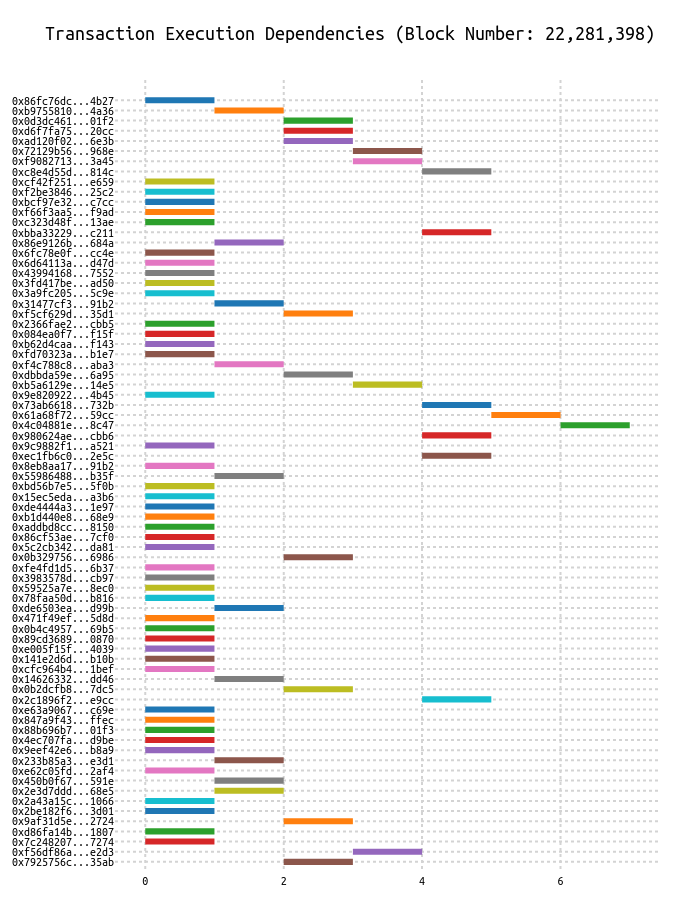 Transaction Execution Dependencies (Block Number: 22,281,398)
0x86fc76dc...4b27
0xb9755810...4a36
0x0d3dc461...01f2
0xd6f7fa75...20cc
0xad120f02...6e3b
0x72129b56...968e
0xf9082713...3a45
0xc8e4d55d...814c
0xcf42f251...e659
0xf2be3846...25c2
0xbcf97e32...c7cc
0xf66f3aa5...f9ad
0xc323d48f...13ae
0xbba33229...c211
0x86e9126b...684a
0x6fc78e0f...cc4e
0x6d64113a...d47d
0x43994168...7552
0x3fd417be...ad50
0x3a9fc205...5c9e
0x31477cf3...91b2
0xf5cf629d...35d1
0x2366fae2...cbb5
0x084ea0f7...f15f
0xb62d4caa...f143
0xfd70323a...b1e7
0xf4c788c8...aba3
0xdbbda59e...6a95
0xb5a6129e...14e5
0x9e820922...4b45
0x73ab6618...732b
0x61a68f72...59cc
0x4c04881e...8c47
0x980624ae...cbb6
0x9c9882f1...a521
0xec1fb6c0...2e5c
0x8eb8aa17...91b2
0x55986488...b35f
0xbd56b7e5...5f0b
0x15ec5eda...a3b6
0xde4444a3...1e97
0xb1d440e8...68e9
0xaddbd8cc...8150
0x86cf53ae...7cf0
0x5c2cb342...da81
0x0b329756...6986
0xfe4fd1d5...6b37
0x3983578d...cb97
0x59525a7e...8ec0
0x78faa50d...b816
0xde6503ea...d99b
0x471f49ef...5d8d
0x0b4c4957...69b5
0x89cd3689...0870
0xe005f15f...4039
0x141e2d6d...b10b
0xcfc964b4...1bef
0x14626332...dd46
0x0b2dcfb8...7dc5
0x2c1896f2...e9cc
0xe63a9067...c69e
0x847a9f43...ffec
0x88b696b7...01f3
0x4ec707fa...d9be
0x9eef42e6...b8a9
0x233b85a3...e3d1
0xe62c05fd...2af4
0x450b0f67...591e
0x2e3d7ddd...68e5
0x2a43a15c...1066
0x2be182f6...3d01
0x9af31d5e...2724
0xd86fa14b...1807
0x7c248207...7274
0xf56df86a...e2d3
0x7925756c...35ab
0 2 4 6